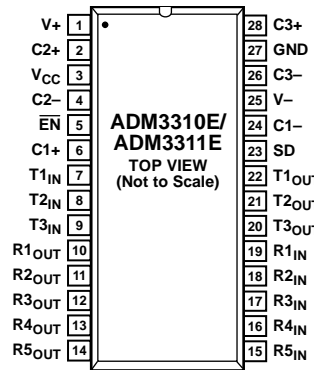 V+ 1 28 C3+
C2+ 2 27 GND
VCC 3 26 C3–
C2– 4 25 V–
EN 5 24 C1–
C1+ 6 23 SD
T1IN 7 22 T1OUT
T2IN 8 21 T2OUT
T3IN 9 20 T3OUT
R1OUT 10 19 R1IN
R2OUT 11 18 R2IN
R3OUT 12 17 R3IN
R4OUT 13 16 R4IN
R5OUT 14 15 R5IN
ADM3310E/
ADM3311E
TOP VIEW
(Not to Scale)